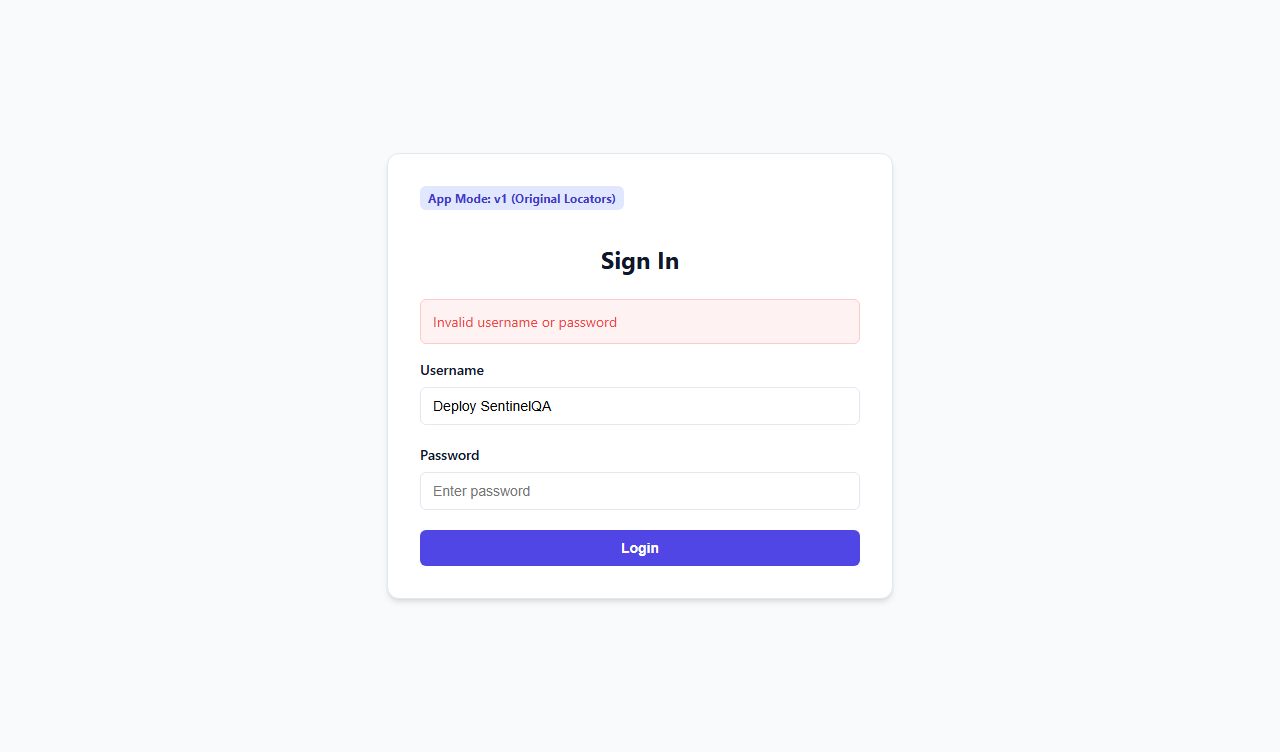 App Mode: v1 (Original Locators)
Sign In
Invalid username or password
Username
Deploy SentinelQA
Password
Enter password
Login